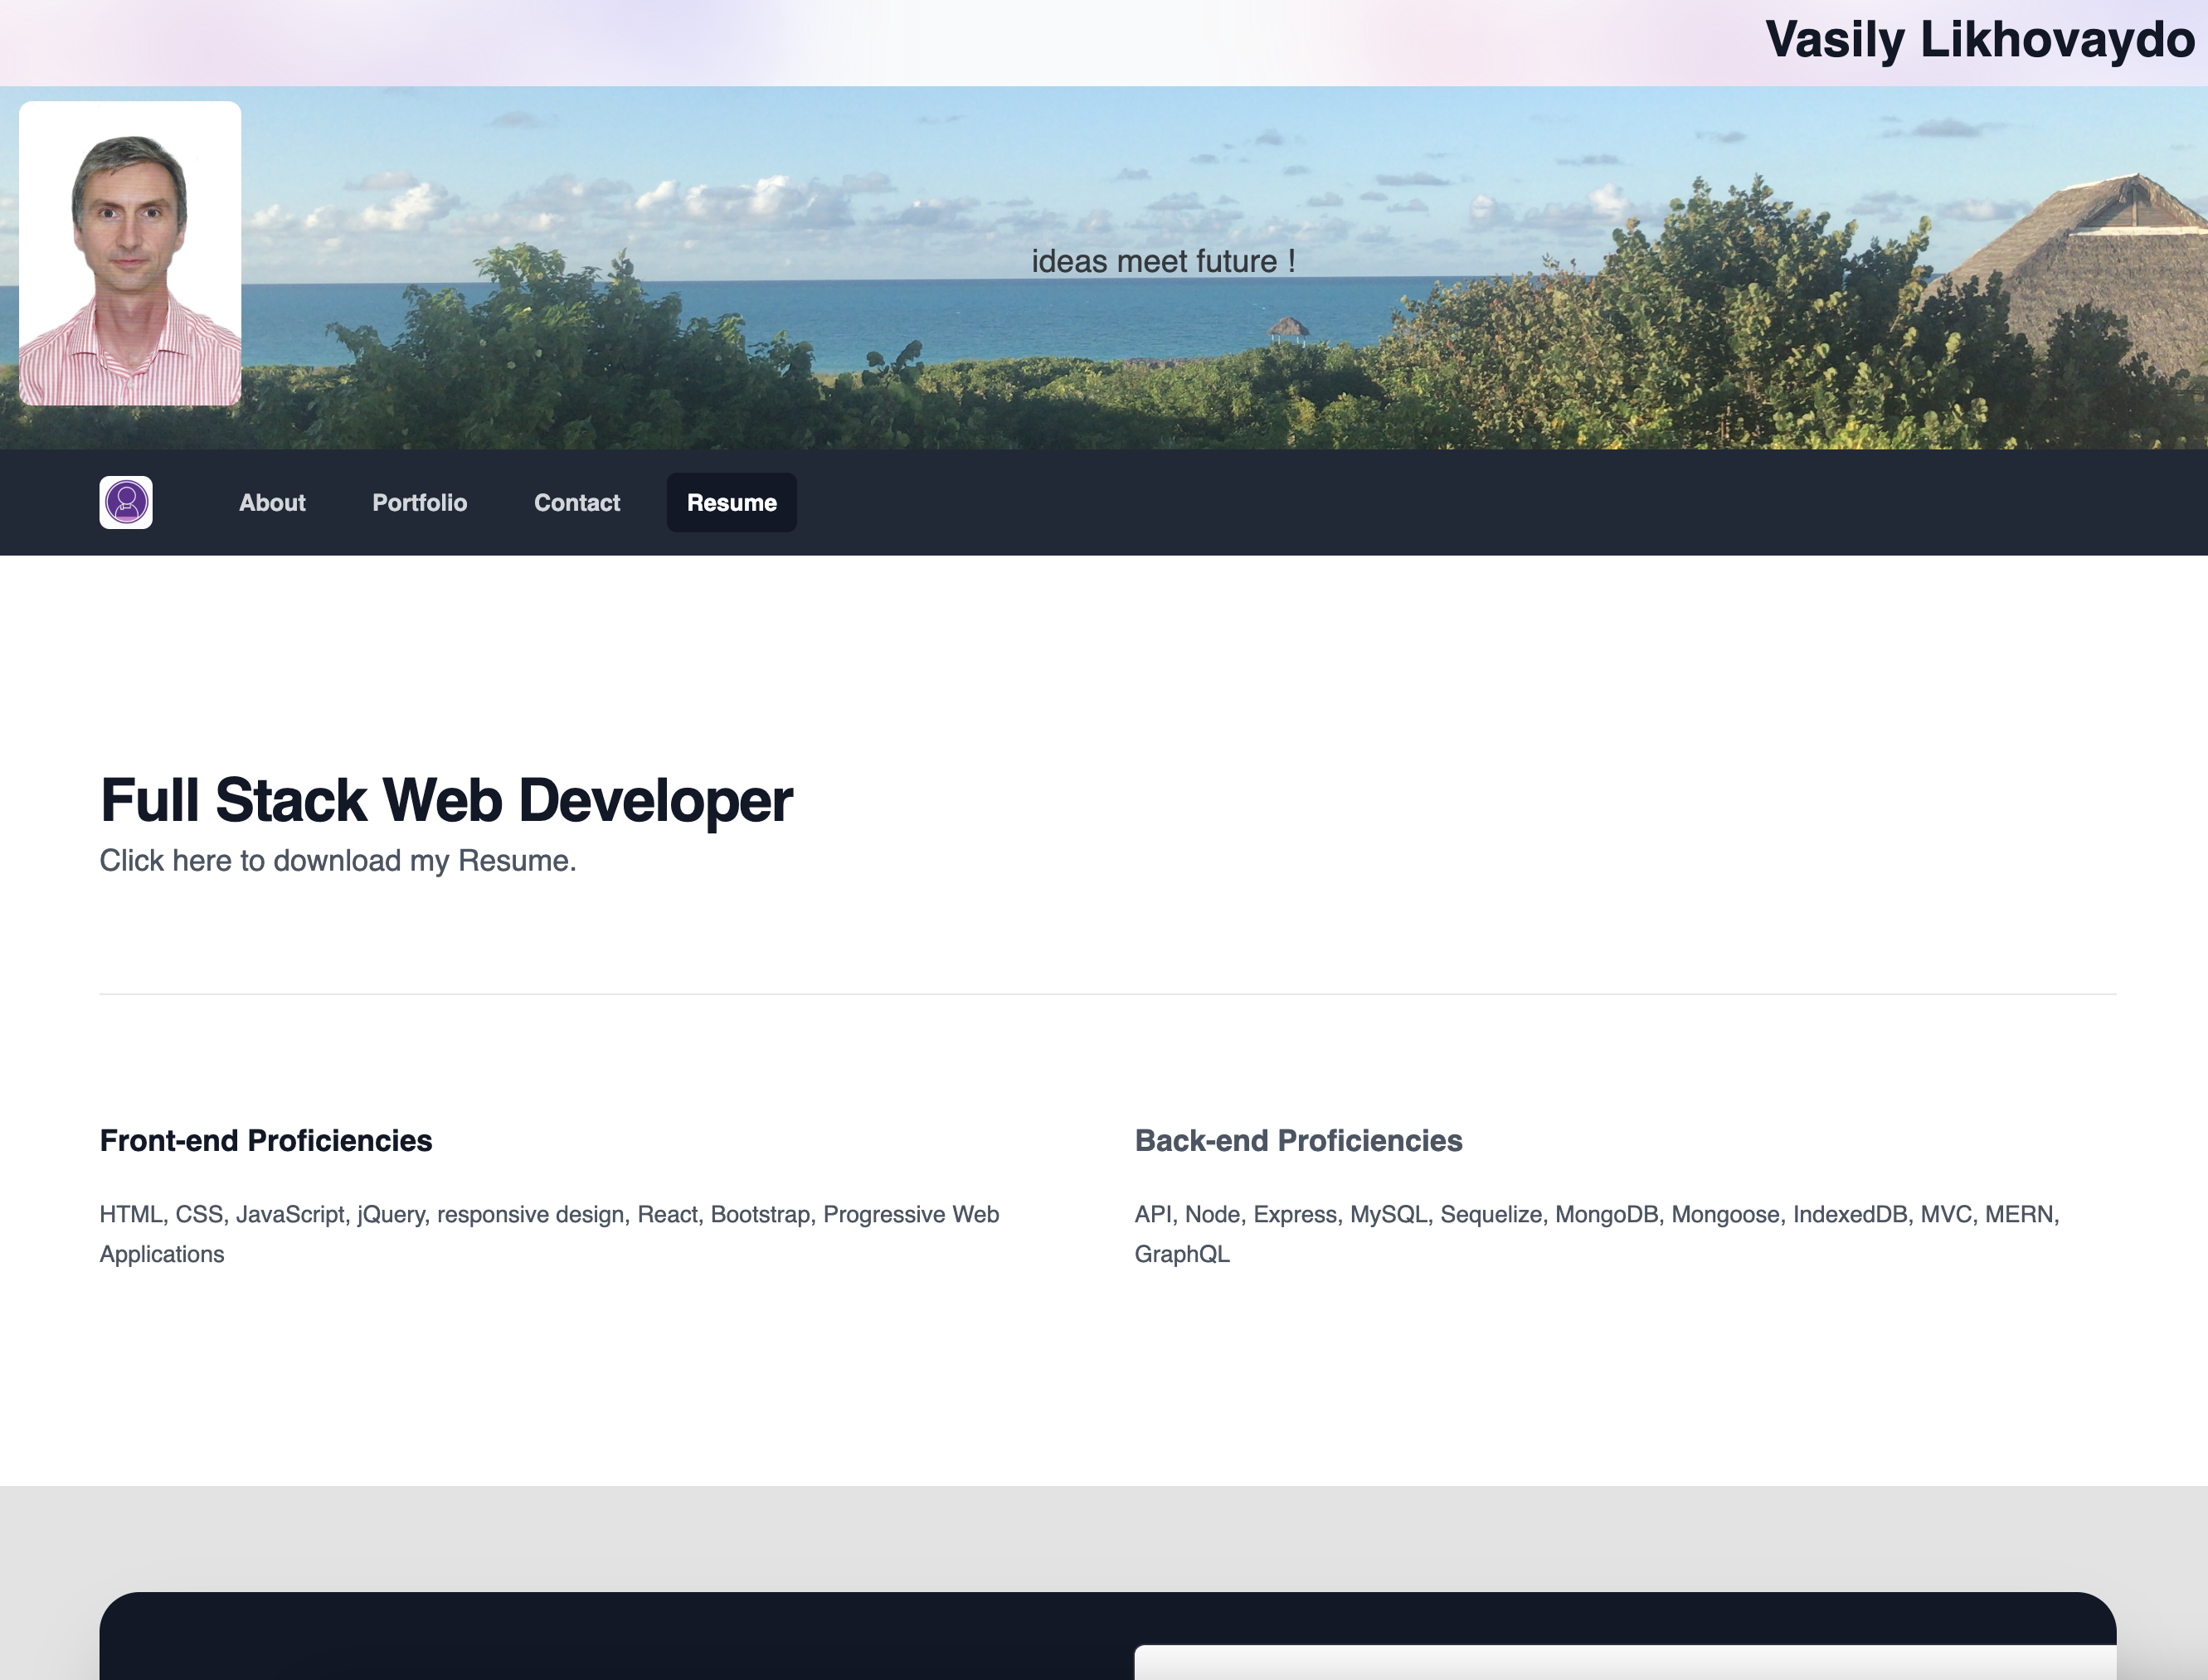 Vasily Likhovaydo
ideas meet future !
About
Portfolio
Contact
Resume
Full Stack Web Developer
Click here to download my Resume.
Front-end Proficiencies
HTML, CSS, JavaScript, jQuery, responsive design, React, Bootstrap, Progressive Web
Applications
Back-end Proficiencies
API, Node, Express, MySQL, Sequelize, MongoDB, Mongoose, IndexedDB, MVC, MERN,
GraphQL